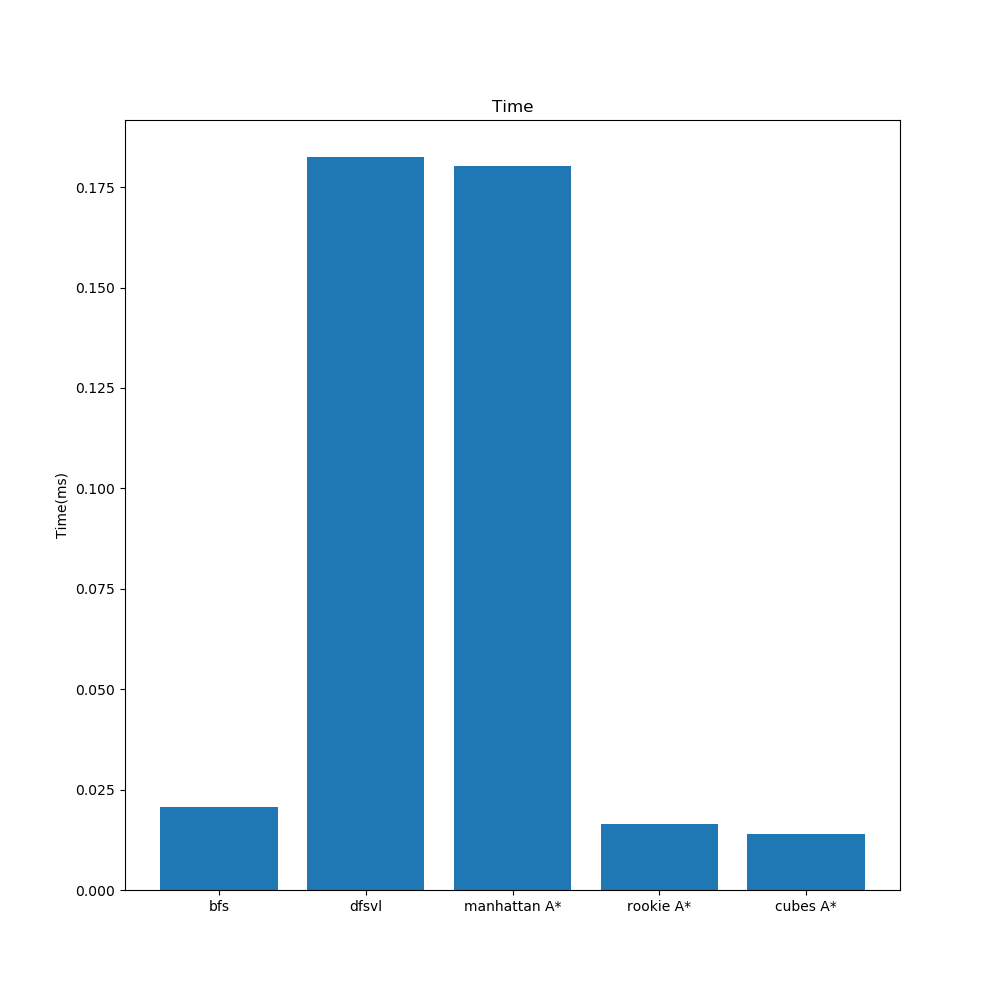 Time
Time(ms)
0.175
0.150
0.125
0.100
0.075
0.050
0.025
0.000
bfs
dfsvl
manhattan A*
rookie A*
cubes A*